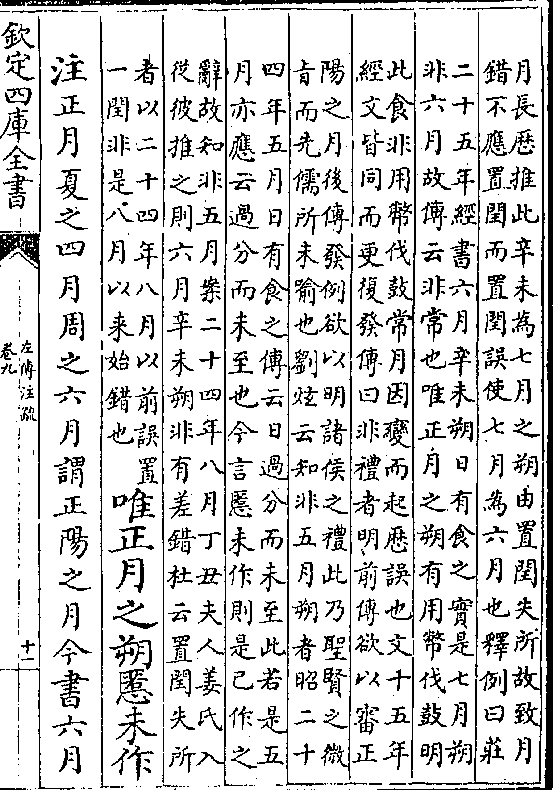 月長歴推此辛未為七月之朔由置閏失所故致月
錯不應置閏而置閏誤使七月為六月也釋例曰莊
二十五年經書六月辛未朔日有食之實是七月朔
非六月故傳云非常也唯正月之朔有用幣伐鼓明
此食非用幣伐鼓常月因變而起歴誤也文十五年
經文皆同而更復發傳曰非禮者明前傳欲以審正
陽之月後傳發例欲以明諸侯之禮此乃聖賢之微
㫖而先儒所未喻也劉炫云知非五月朔者昭二十
四年五月日有食之傳云日過分而未至此若是五
月亦應云過分而未至也今言慝未作則是已作之
辭故知非五月案二十四年八月丁丑夫人姜氏入
從彼推之則六月辛未朔非有差錯杜云置閏失所
者以二十四年八月以前誤置
一閏非是八月以来始錯也
唯正月之朔慝未作
注正月夏之四月周之六月謂正陽之月今書六月
欽定四庫全書
左傳注疏
卷九
十二